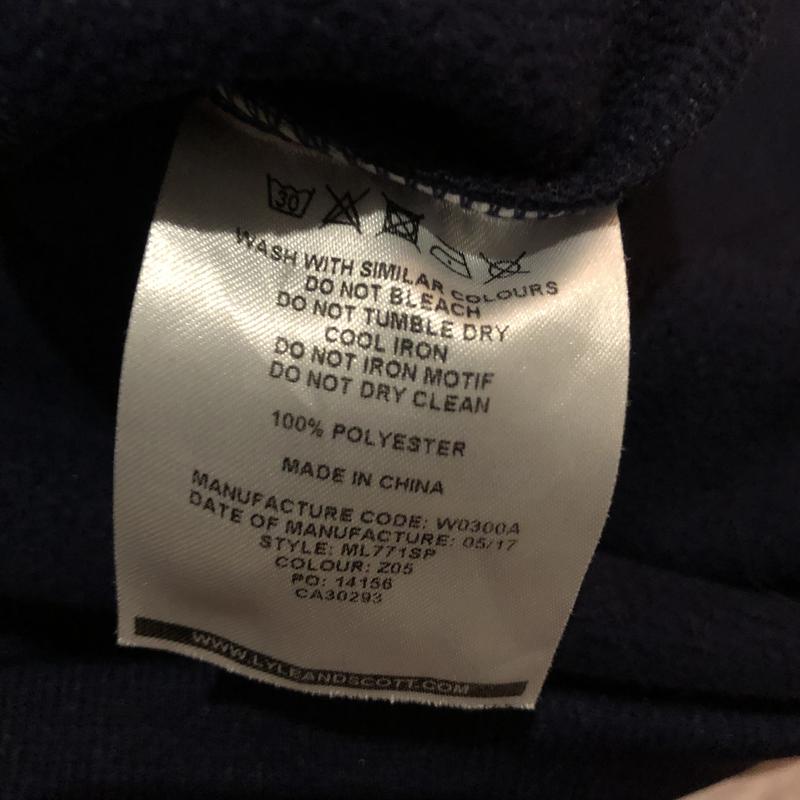 30
WASH WITH SIMILAR COLOURS
DO NOT BLEACH
DO NOT TUMBLE DRY
COOL IRON
DO NOT IRON MOTIF
DO NOT DRY CLEAN
100% POLYESTER
MADE IN CHINA
MANUFACTURE CODE: W0300A
DATE OF MANUFACTURE: 05/17
STYLE: ML771SP
COLOUR: Z05
PO: 14156
CA30293
WWW.LYLEANDSCOTT.COM